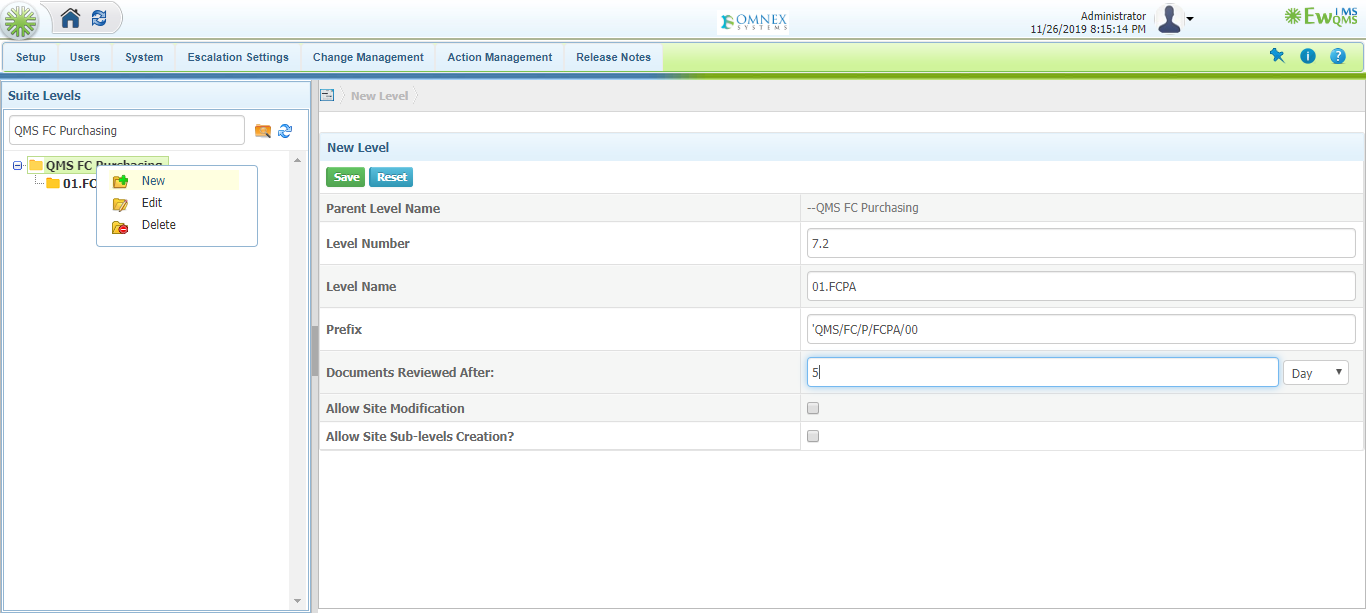 OMNEX
SYSTEMS
Administrator
11/26/2019 8:15:14 PM
EwIMS
QMS
Setup Users System Escalation Settings Change Management Action Management Release Notes
Suite Levels
QMS FC Purchasing
QMS FC Purchasing
01.FC
New
Edit
Delete
New Level
New Level
Save Reset
Parent Level Name --QMS FC Purchasing
Level Number 7.2
Level Name 01.FCPA
Prefix 'QMS/FC/P/FCPA/00
Documents Reviewed After: 5 Day
Allow Site Modification
Allow Site Sub-levels Creation?